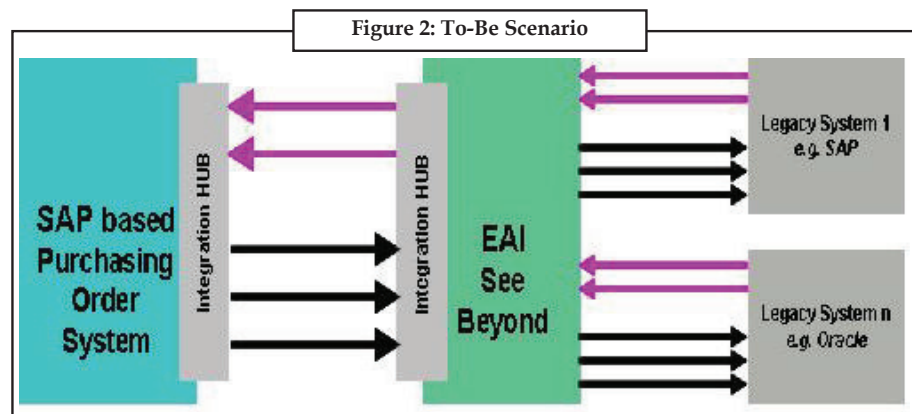 Figure 2: To-Be Scenario
SAP based
Purchasing
Order
System
Integration HUB
Integration HUB
EAI
See
Beyond
Legacy System 1
e.g. SAP
Legacy System n
e.g. Oracle